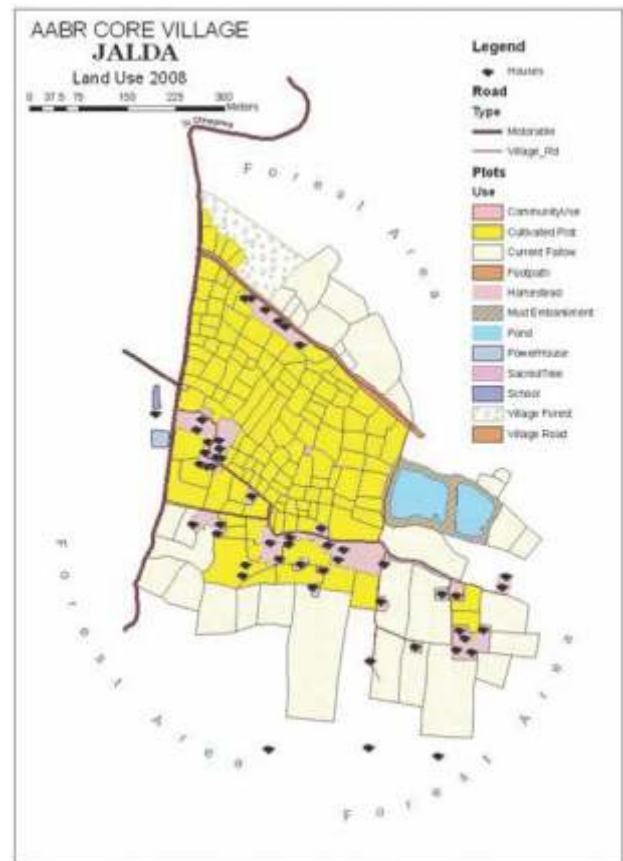 AABR CORE VILLAGE
JALDA
Land Use 2008
0 37.5 75 150 225 300
Meters
Legend
Houses
Road
Type
Motorable
Village_Rd
Plots
Use
CommunityUse
Cultivated Plot
Current Fallow
Footpath
Homestead
Mud Embankment
Pond
PowerHouse
SacredTree
School
Village Forest
Village Road
Forest Area
Forest Area
Forest Area